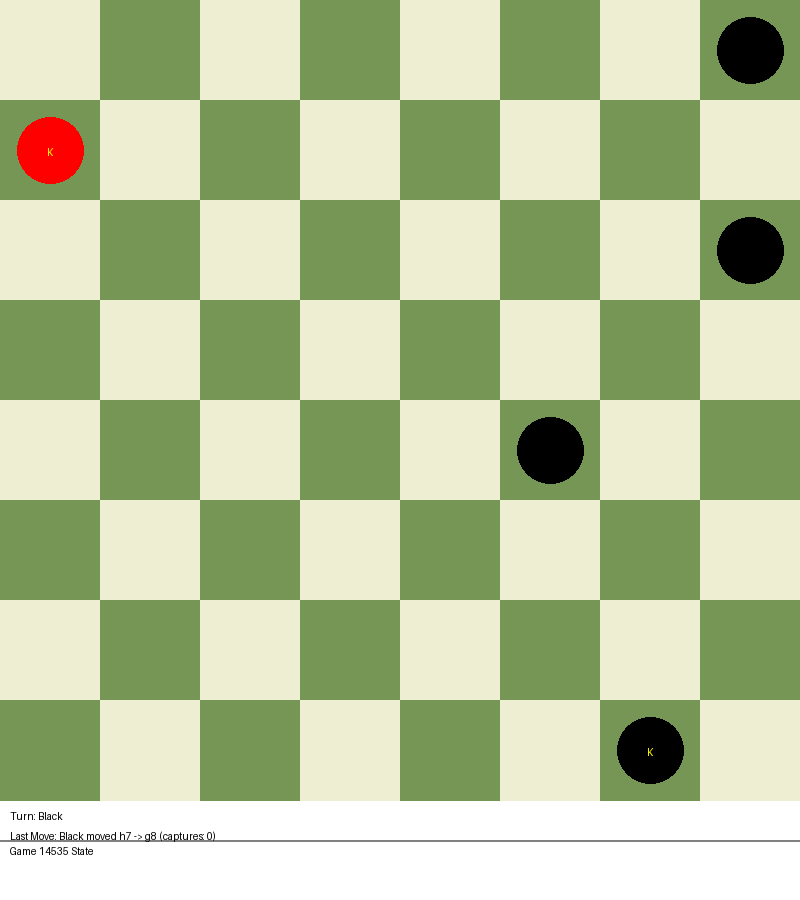 K
K
Turn: Black
Last Move: Black moved h7 -> g8 (captures: 0)
Game 14535 State